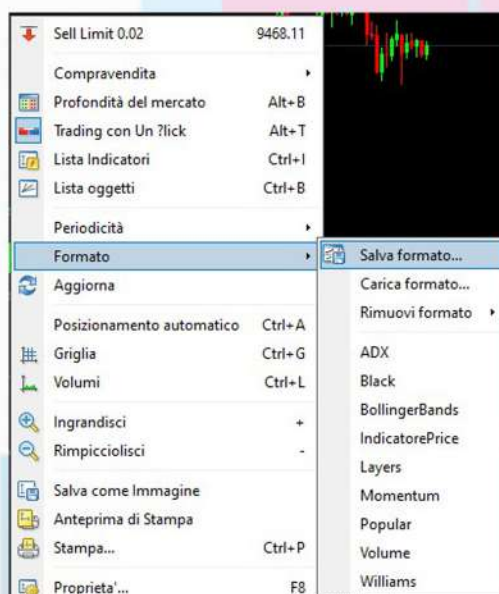 Sell Limit 0.02 9468.11
Compravendita
Profondità del mercato Alt+B
Trading con Un ?lick Alt+T
Lista Indicatori Ctrl+I
Lista oggetti Ctrl+B
Periodicità
Formato
Aggiorna
Posizionamento automatico Ctrl+A
Griglia Ctrl+G
Volumi Ctrl+L
Ingrandisci +
Rimpicciolisci -
Salva come Immagine
Anteprima di Stampa
Stampa... Ctrl+P
Proprieta'... F8
Salva formato...
Carica formato...
Rimuovi formato
ADX
Black
BollingerBands
IndicatorePrice
Layers
Momentum
Popular
Volume
Williams